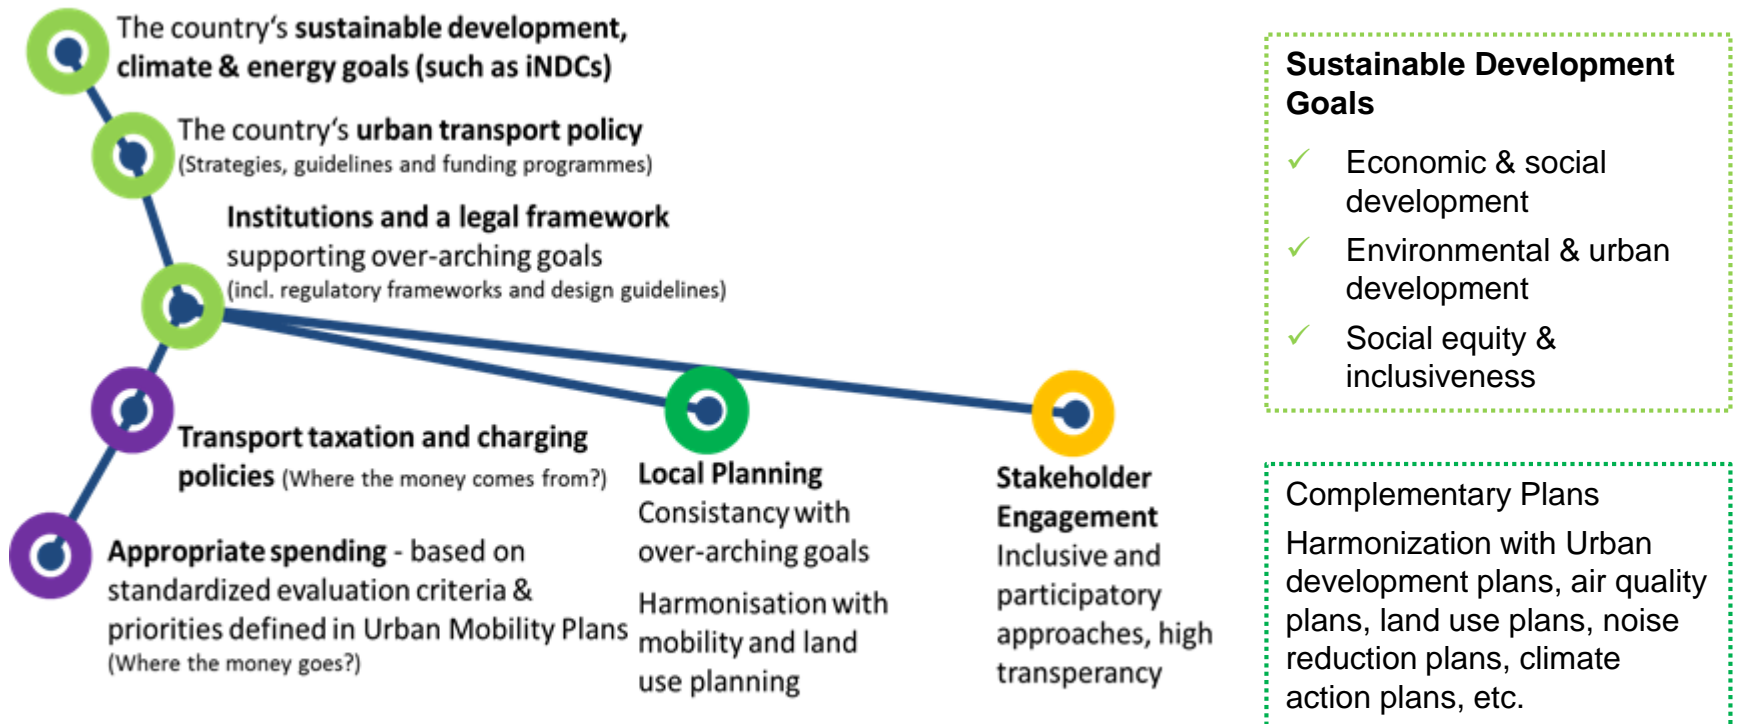 The country's sustainable development,
climate & energy goals (such as iNDCs)
The country's urban transport policy
(Strategies, guidelines and funding programmes)
Institutions and a legal framework
supporting over-arching goals
(incl. regulatory frameworks and design guidelines)
Transport taxation and charging
policies (Where the money comes from?)
Appropriate spending - based on
standardized evaluation criteria &
priorities defined in Urban Mobility Plans
(Where the money goes?)
Local Planning
Consistancy with
over-arching goals
Harmonisation with
mobility and land
use planning
Stakeholder
Engagement
Inclusive and
participatory
approaches, high
transperancy
Sustainable Development
Goals
✓ Economic & social
development
✓ Environmental & urban
development
✓ Social equity &
inclusiveness
Complementary Plans
Harmonization with Urban
development plans, air quality
plans, land use plans, noise
reduction plans, climate
action plans, etc.